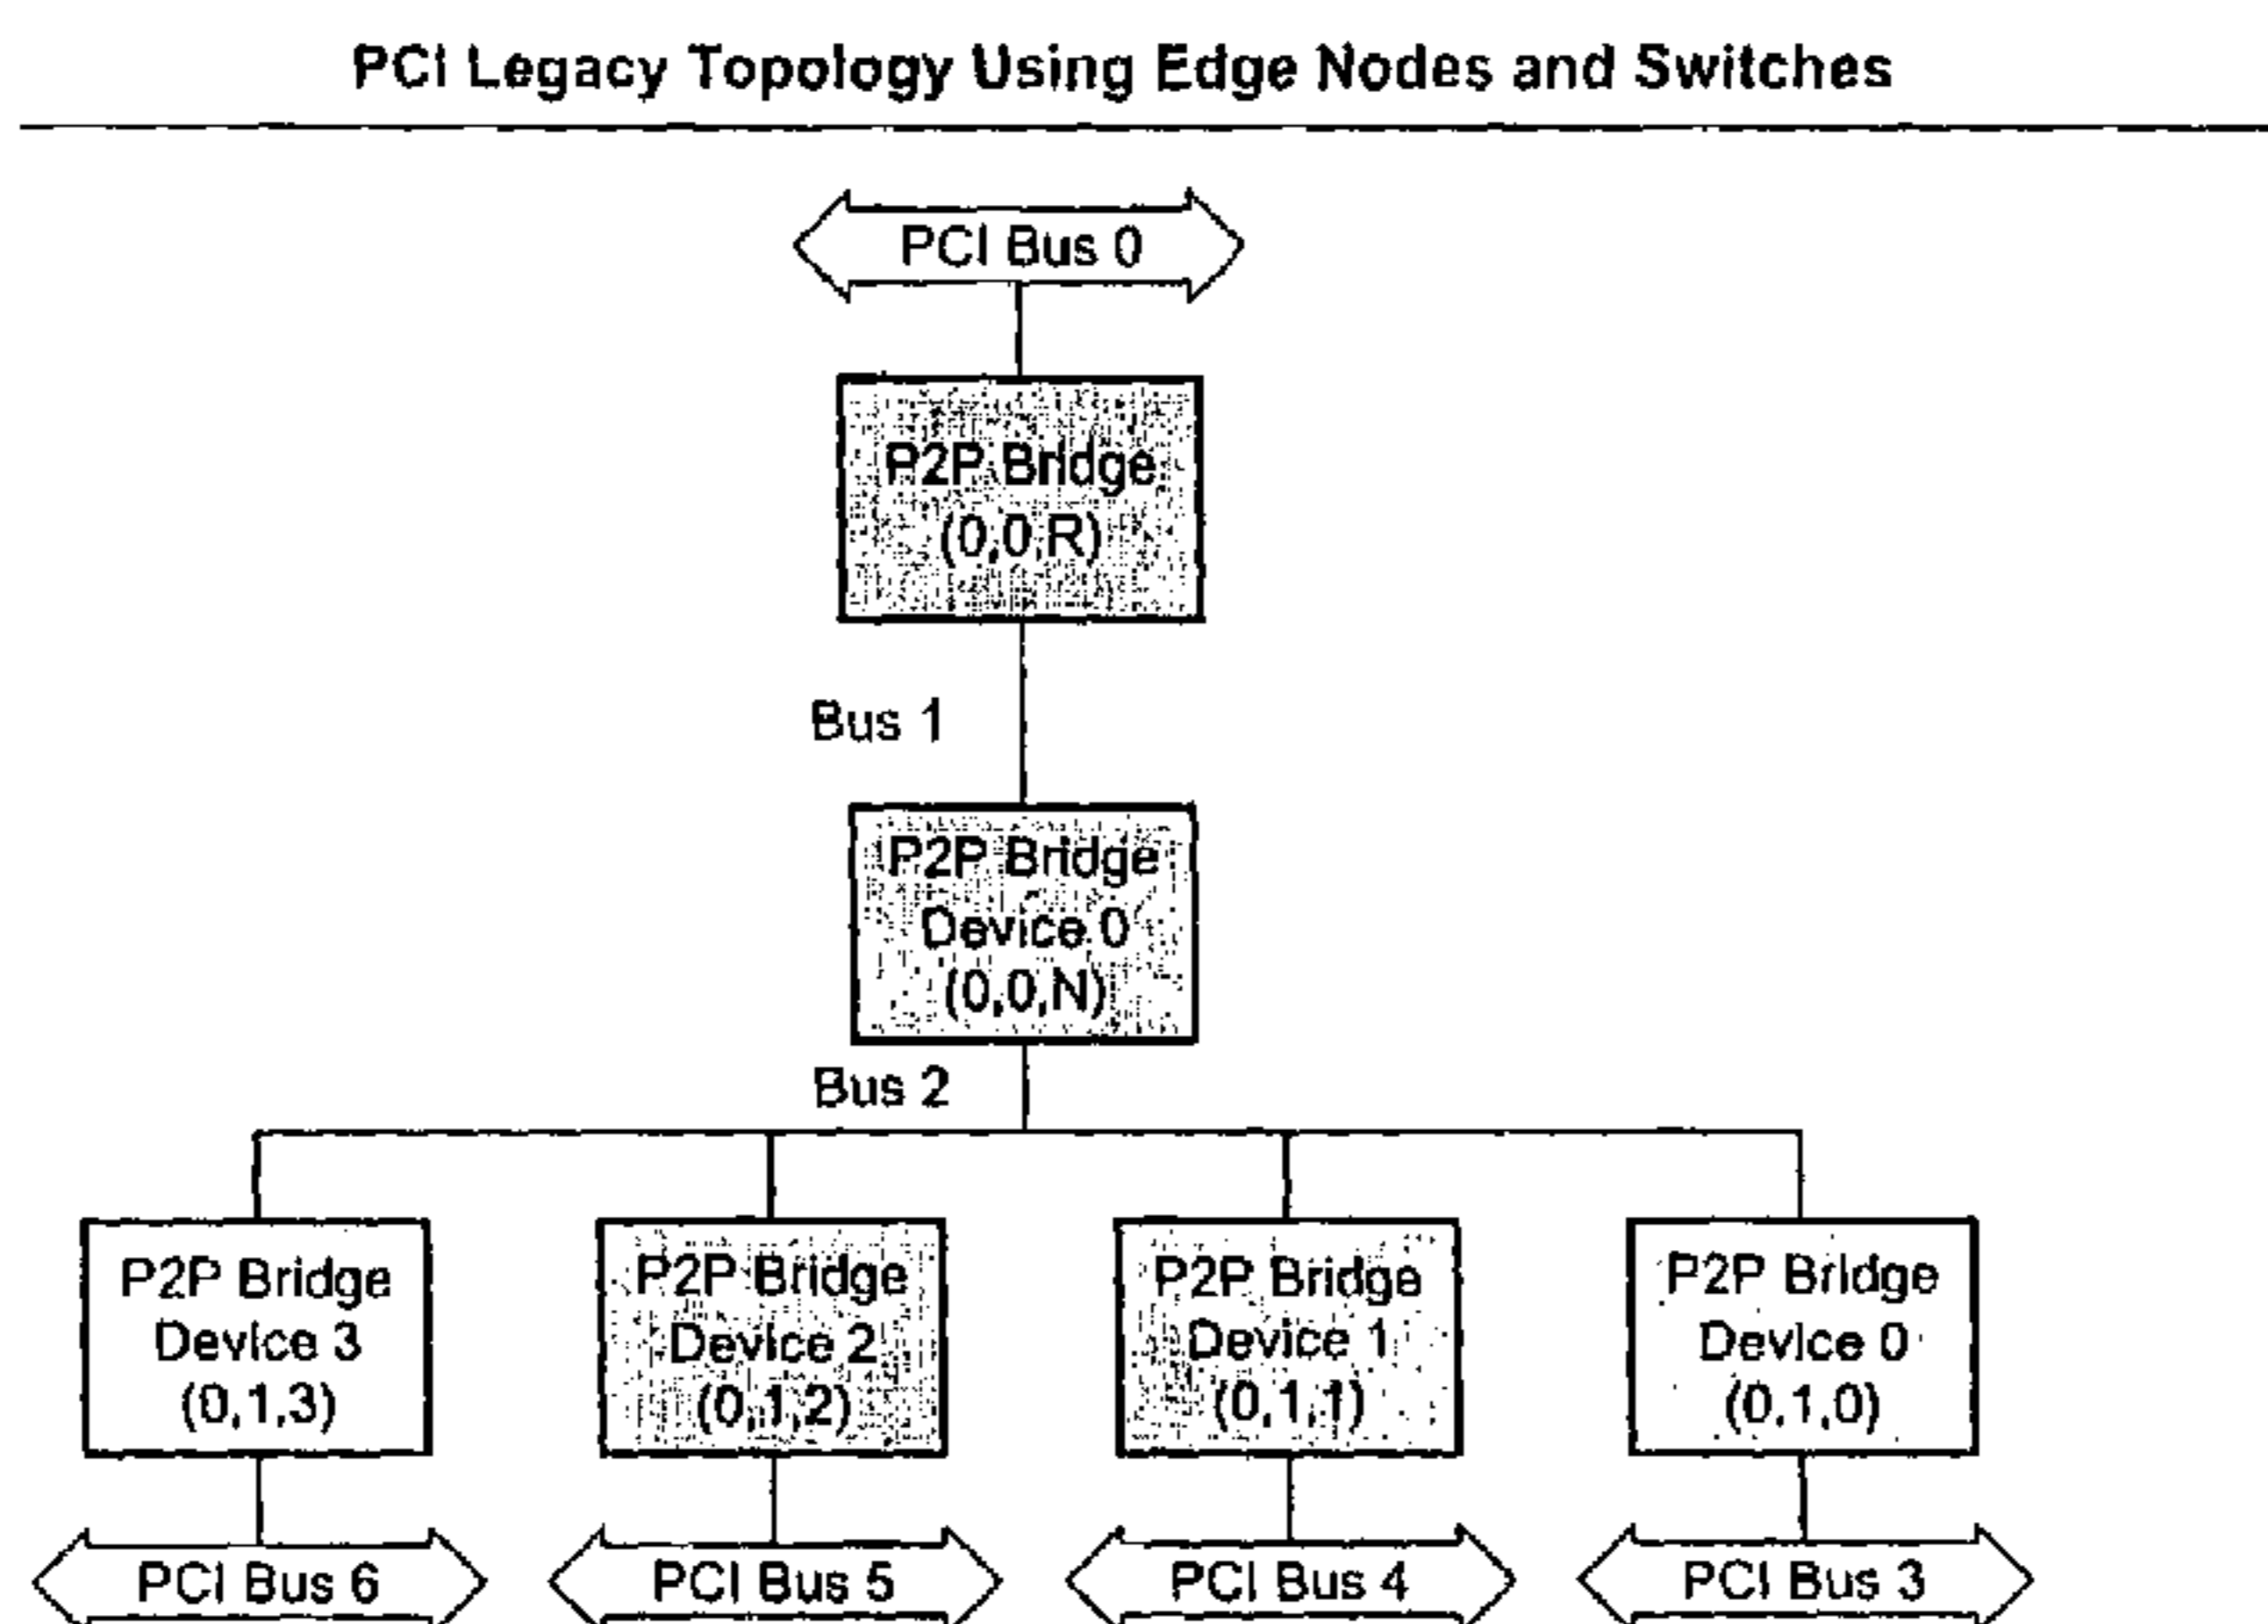 PCI Legacy Topology Using Edge Nodes and Switches
PCI Bus 0
P2P Bridge
(0,0,R)
Bus 1
P2P Bridge
Device 0
(0,0,N)
Bus 2
P2P Bridge
Device 3
(0,1,3)
P2P Bridge
Device 2
(0,1,2)
P2P Bridge
Device 1
(0,1,1)
P2P Bridge
Device 0
(0,1,0)
PCI Bus 6
PCI Bus 5
PCI Bus 4
PCI Bus 3